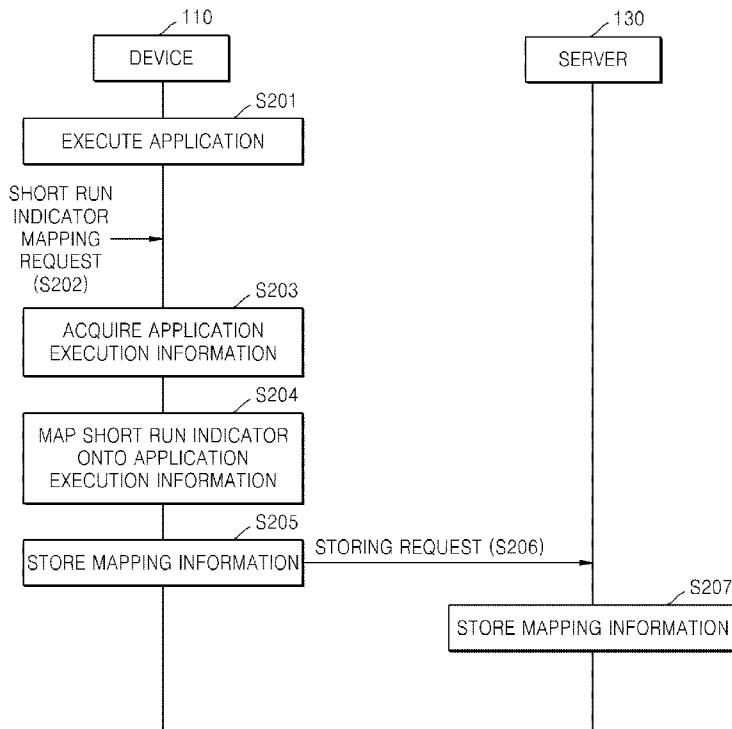 110
130
DEVICE
SERVER
S201
EXECUTE APPLICATION
SHORT RUN
INDICATOR
MAPPING
REQUEST
(S202)
S203
ACQUIRE APPLICATION
EXECUTION INFORMATION
S204
MAP SHORT RUN INDICATOR
ONTO APPLICATION
EXECUTION INFORMATION
S205
STORE MAPPING INFORMATION
STORING REQUEST (S206)
S207
STORE MAPPING INFORMATION